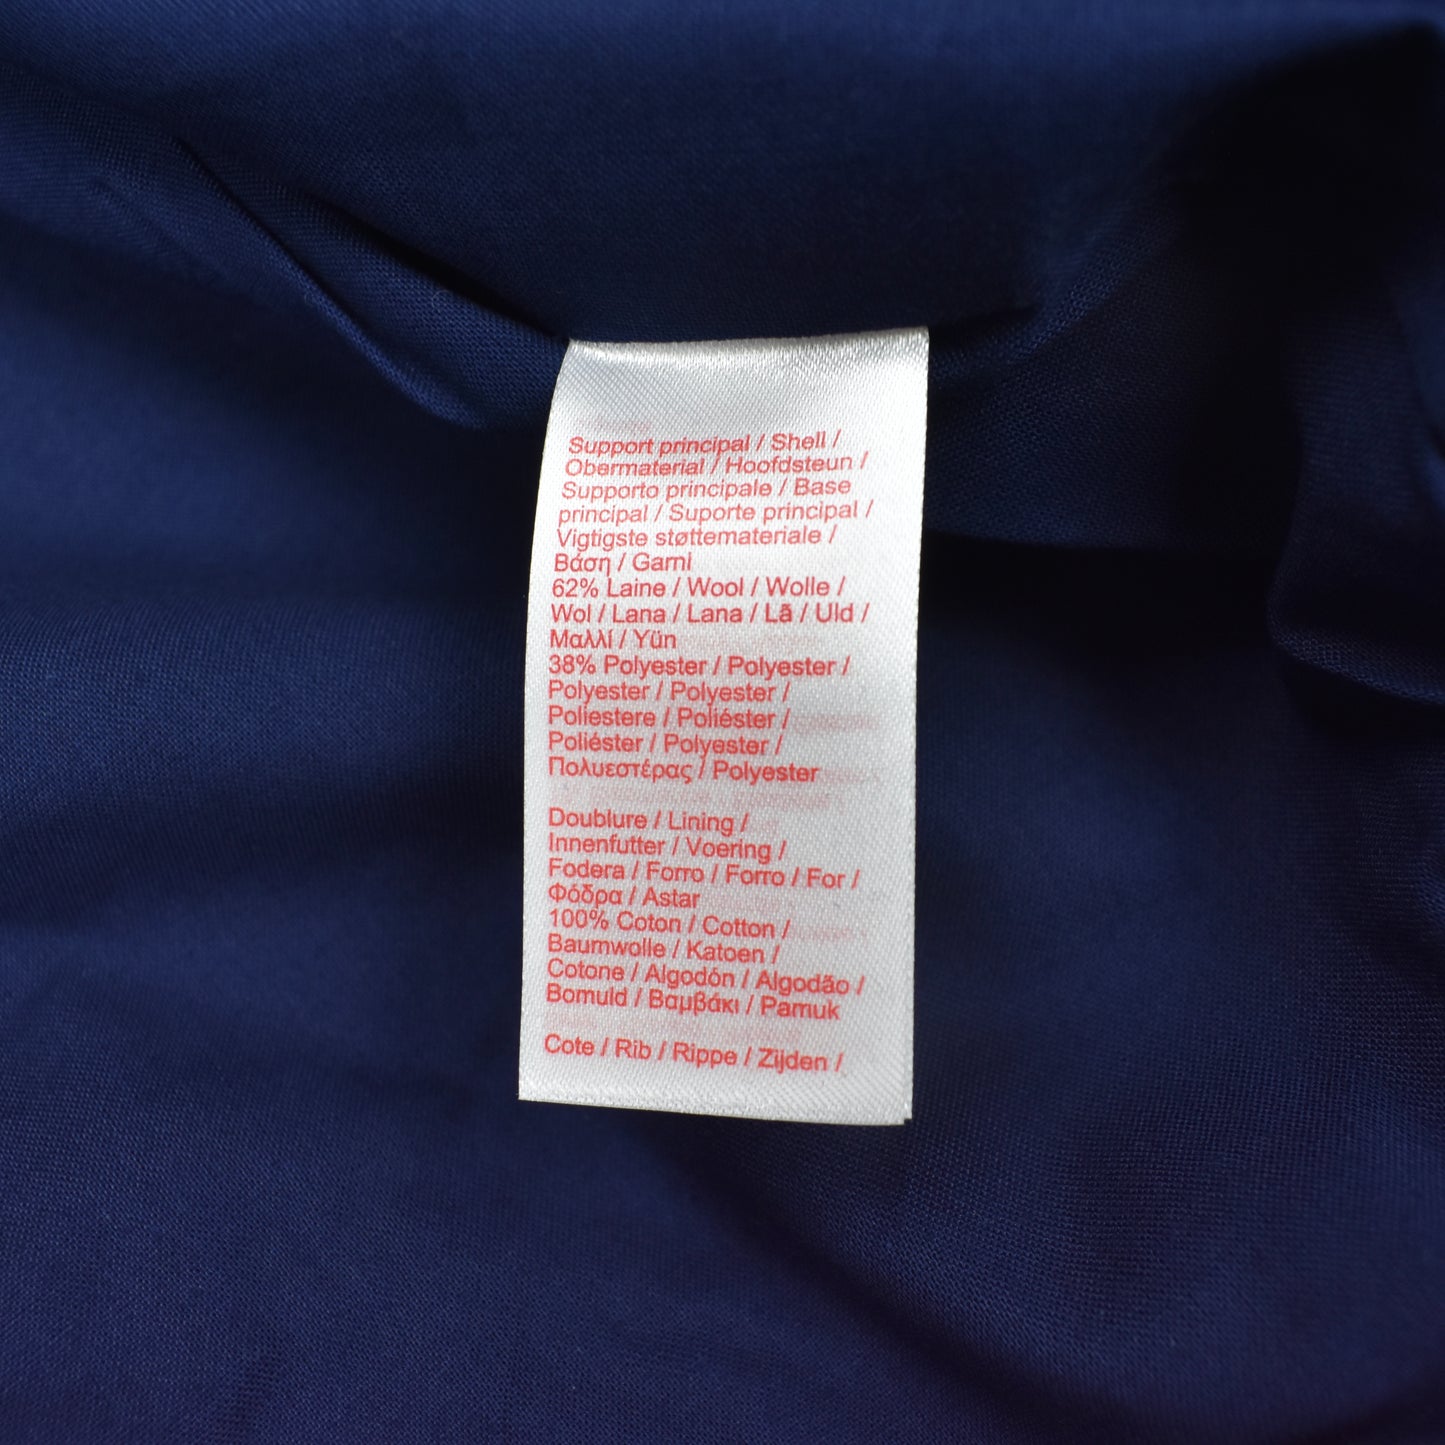 Support principal / Shell /
Obermaterial / Hoofdsteun /
Supporto principale / Base
principal / Suporte principal /
Vigtigste støttemateriale /
Βάση / Garni
62% Laine / Wool / Wolle /
Wol / Lana / Lana / Lã / Uld /
Μαλλί / Yün
38% Polyester / Polyester /
Polyester / Polyester /
Poliestere / Poliéster /
Poliéster / Polyester /
Πολυεστέρας / Polyester
Doublure / Lining /
Innenfutter / Voering /
Fodera / Forro / Forro / For /
Φόδρα / Astar
100% Coton / Cotton /
Baumwolle / Katoen /
Cotone / Algodón / Algodão /
Bomuld / Βαμβάκι / Pamuk
Cote / Rib / Rippe / Zijden /